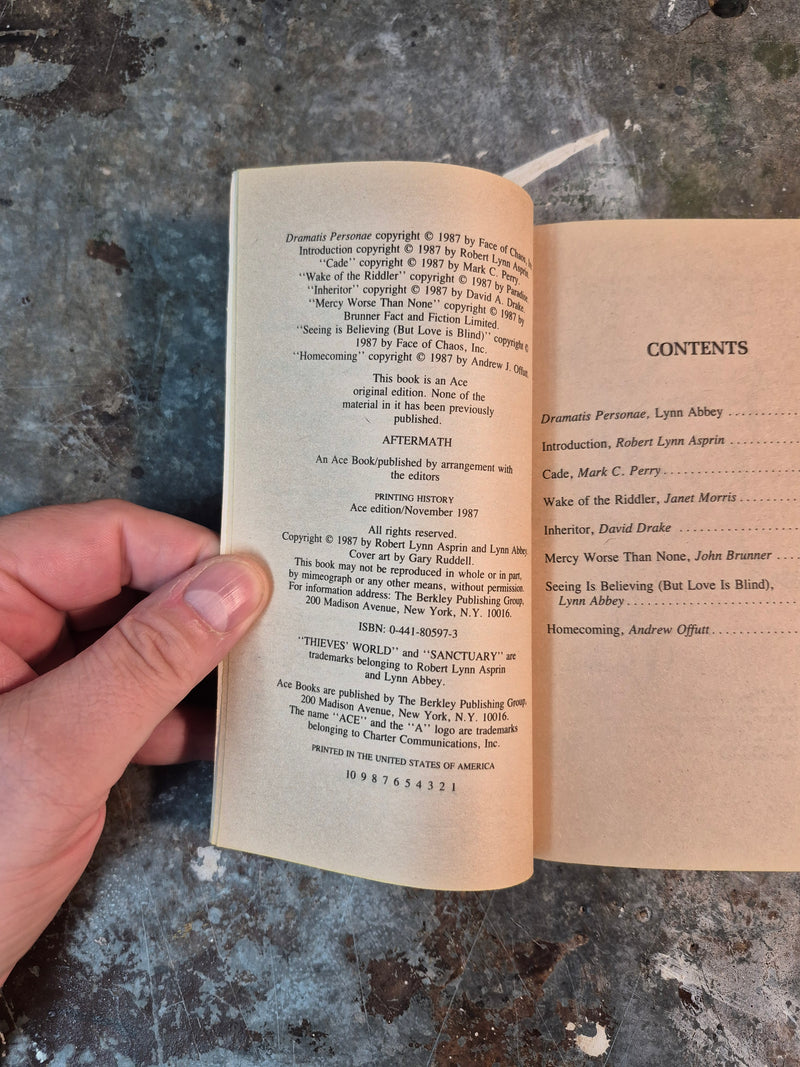 Dramatis Personae copyright © 1987 by Face of Chaos,
Introduction copyright © 1987 by Robert Lynn Asprin.
"Cade" copyright © 1987 by Mark C. Perry.
"Wake of the Riddler" copyright © 1987 by Paradise.
"Inheritor" copyright © 1987 by David A. Drake.
"Mercy Worse Than None" copyright © 1987 by
Brunner Fact and Fiction Limited.
"Seeing is Believing (But Love is Blind)" copyright ©
1987 by Face of Chaos, Inc.
"Homecoming" copyright © 1987 by Andrew J. Offutt.
This book is an Ace
original edition. None of the
material in it has been previously
published.
AFTERMATH
An Ace Book/published by arrangement with
the editors
PRINTING HISTORY
Ace edition/November 1987
All rights reserved.
Copyright © 1987 by Robert Lynn Asprin and Lynn Abbey.
Cover art by Gary Ruddell.
This book may not be reproduced in whole or in part,
by mimeograph or any other means, without permission.
For information address: The Berkley Publishing Group,
200 Madison Avenue, New York, N.Y. 10016.
ISBN: 0-441-80597-3
"THIEVES' WORLD" and "SANCTUARY" are
trademarks belonging to Robert Lynn Asprin
and Lynn Abbey.
Ace Books are published by The Berkley Publishing Group,
200 Madison Avenue, New York, N.Y. 10016.
The name "ACE" and the "A" logo are trademarks
belonging to Charter Communications, Inc.
PRINTED IN THE UNITED STATES OF AMERICA
10 9 8 7 6 5 4 3 2 1
CONTENTS
Dramatis Personae, Lynn Abbey ..........
Introduction, Robert Lynn Asprin ..........
Cade, Mark C. Perry ..................
Wake of the Riddler, Janet Morris ........
Inheritor, David Drake ................
Mercy Worse Than None, John Brunner ....
Seeing Is Believing (But Love Is Blind),
Lynn Abbey .......................
Homecoming, Andrew Offutt ............